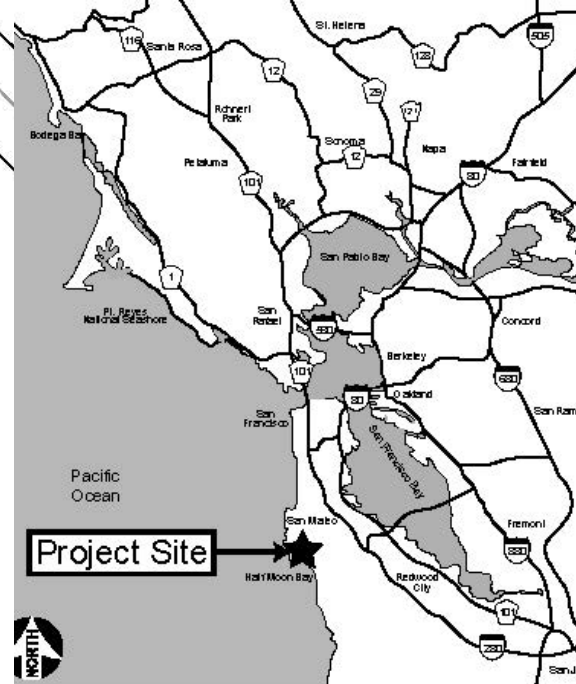 St. Helena
505
116
Santa Rosa
128
12
29
Rohnert
Park
121
Bodega Bay
Sonoma
12
Napa
Petaluma
80
Fairfield
101
San Pablo Bay
1
Pt. Reyes
National Seashore
San
Rafael
580
Concord
Berkeley
101
680
80
Oakland
San
Francisco
San Ram
San Francisco Bay
Pacific
Ocean
San Mateo
Fremont
Project Site
880
Half Moon Bay
Redwood
City
101
280
NORTH
San J